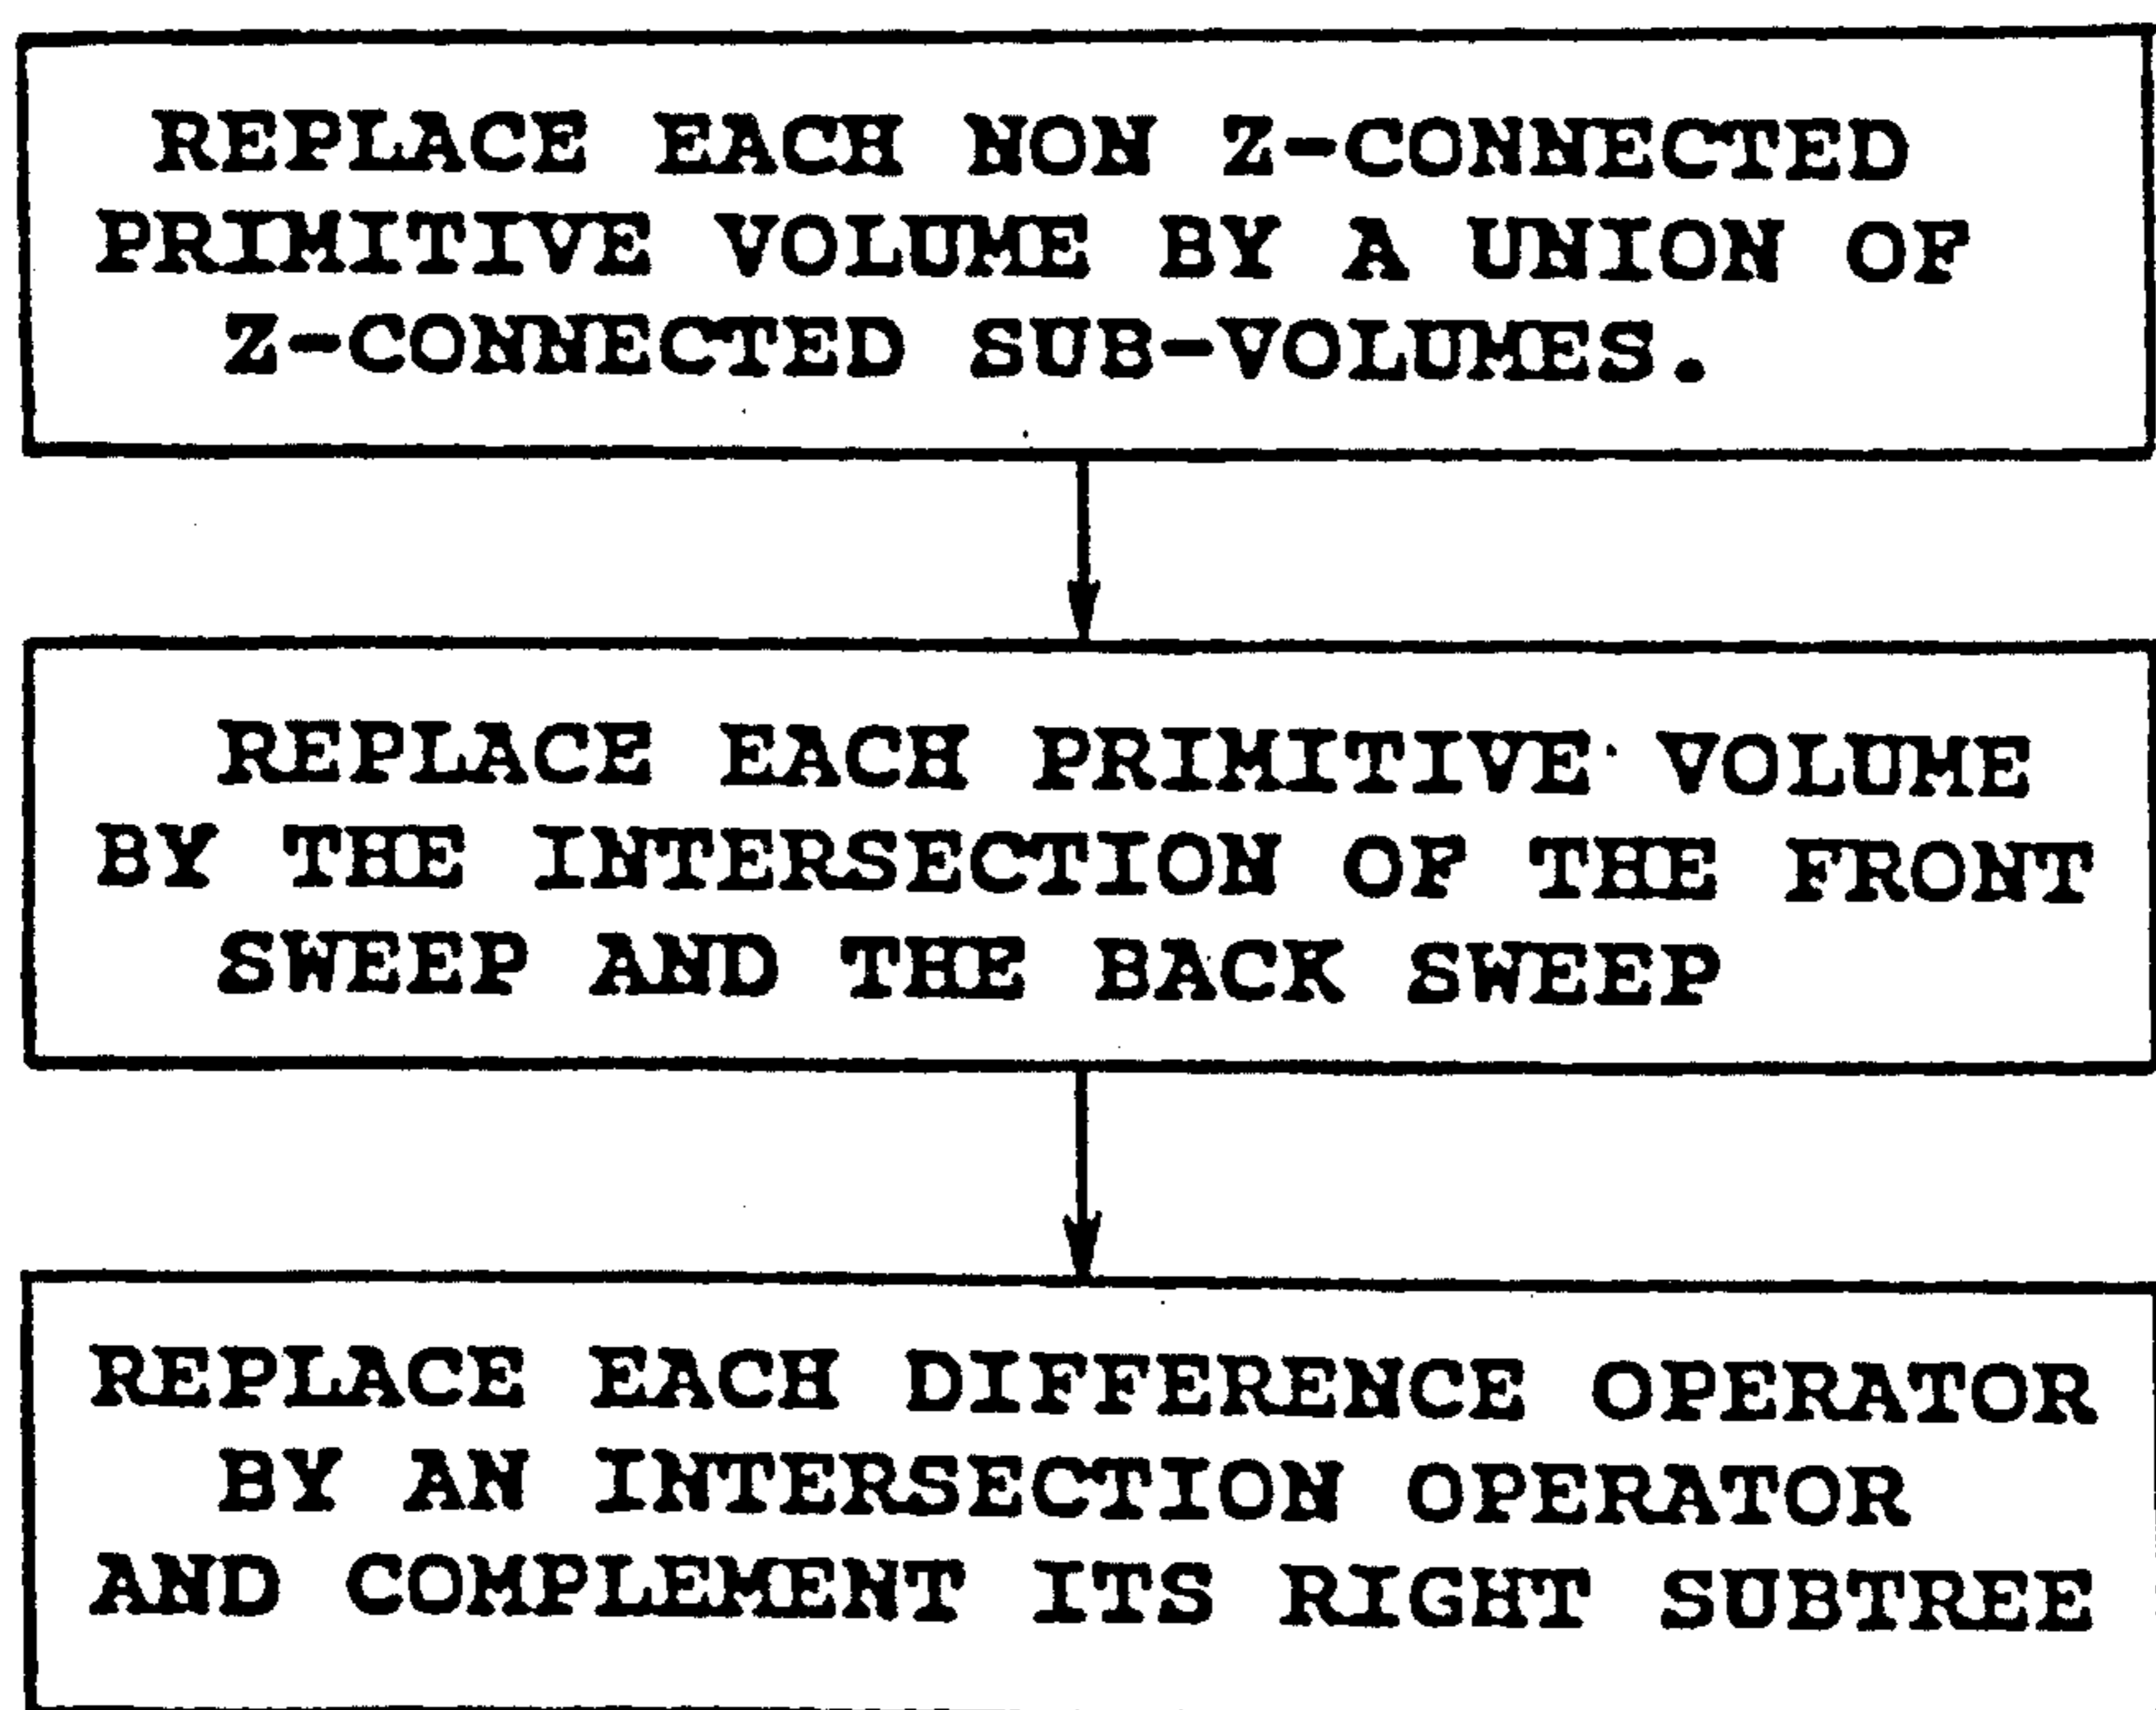 REPLACE EACH NON Z-CONNECTED
PRIMITIVE VOLUME BY A UNION OF
Z-CONNECTED SUB-VOLUMES.
REPLACE EACH PRIMITIVE VOLUME
BY THE INTERSECTION OF THE FRONT
SWEEP AND THE BACK SWEEP
REPLACE EACH DIFFERENCE OPERATOR
BY AN INTERSECTION OPERATOR
AND COMPLEMENT ITS RIGHT SUBTREE